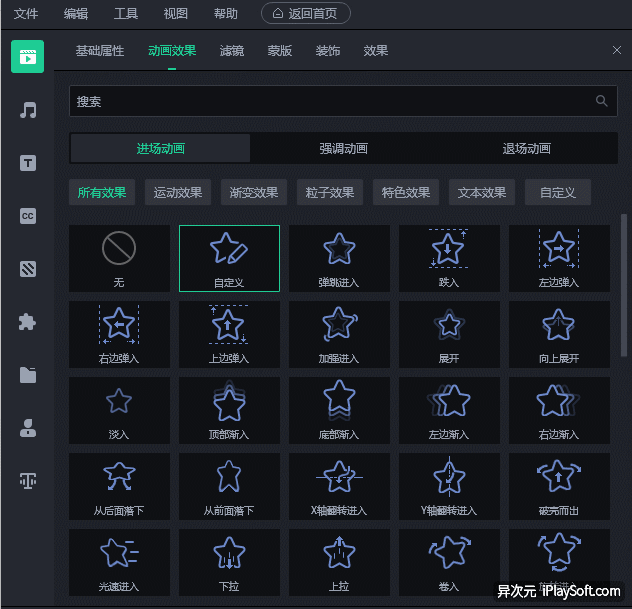 文件 编辑 工具 视图 帮助 返回首页
基础属性 动画效果 滤镜 蒙版 装饰 效果
搜索
进场动画 强调动画 退场动画
所有效果 运动效果 渐变效果 粒子效果 特色效果 文本效果 自定义
无 自定义 弹跳进入 跌入 左边弹入
右边弹入 上边弹入 加强进入 展开 向上展开
淡入 顶部渐入 底部渐入 左边渐入 右边渐入
从后面落下 从前面落下 X轴翻转进入 Y轴翻转进入 破壳而出
光速进入 下拉 上拉 卷入
T
CC
异次元 iPlaySoft.com